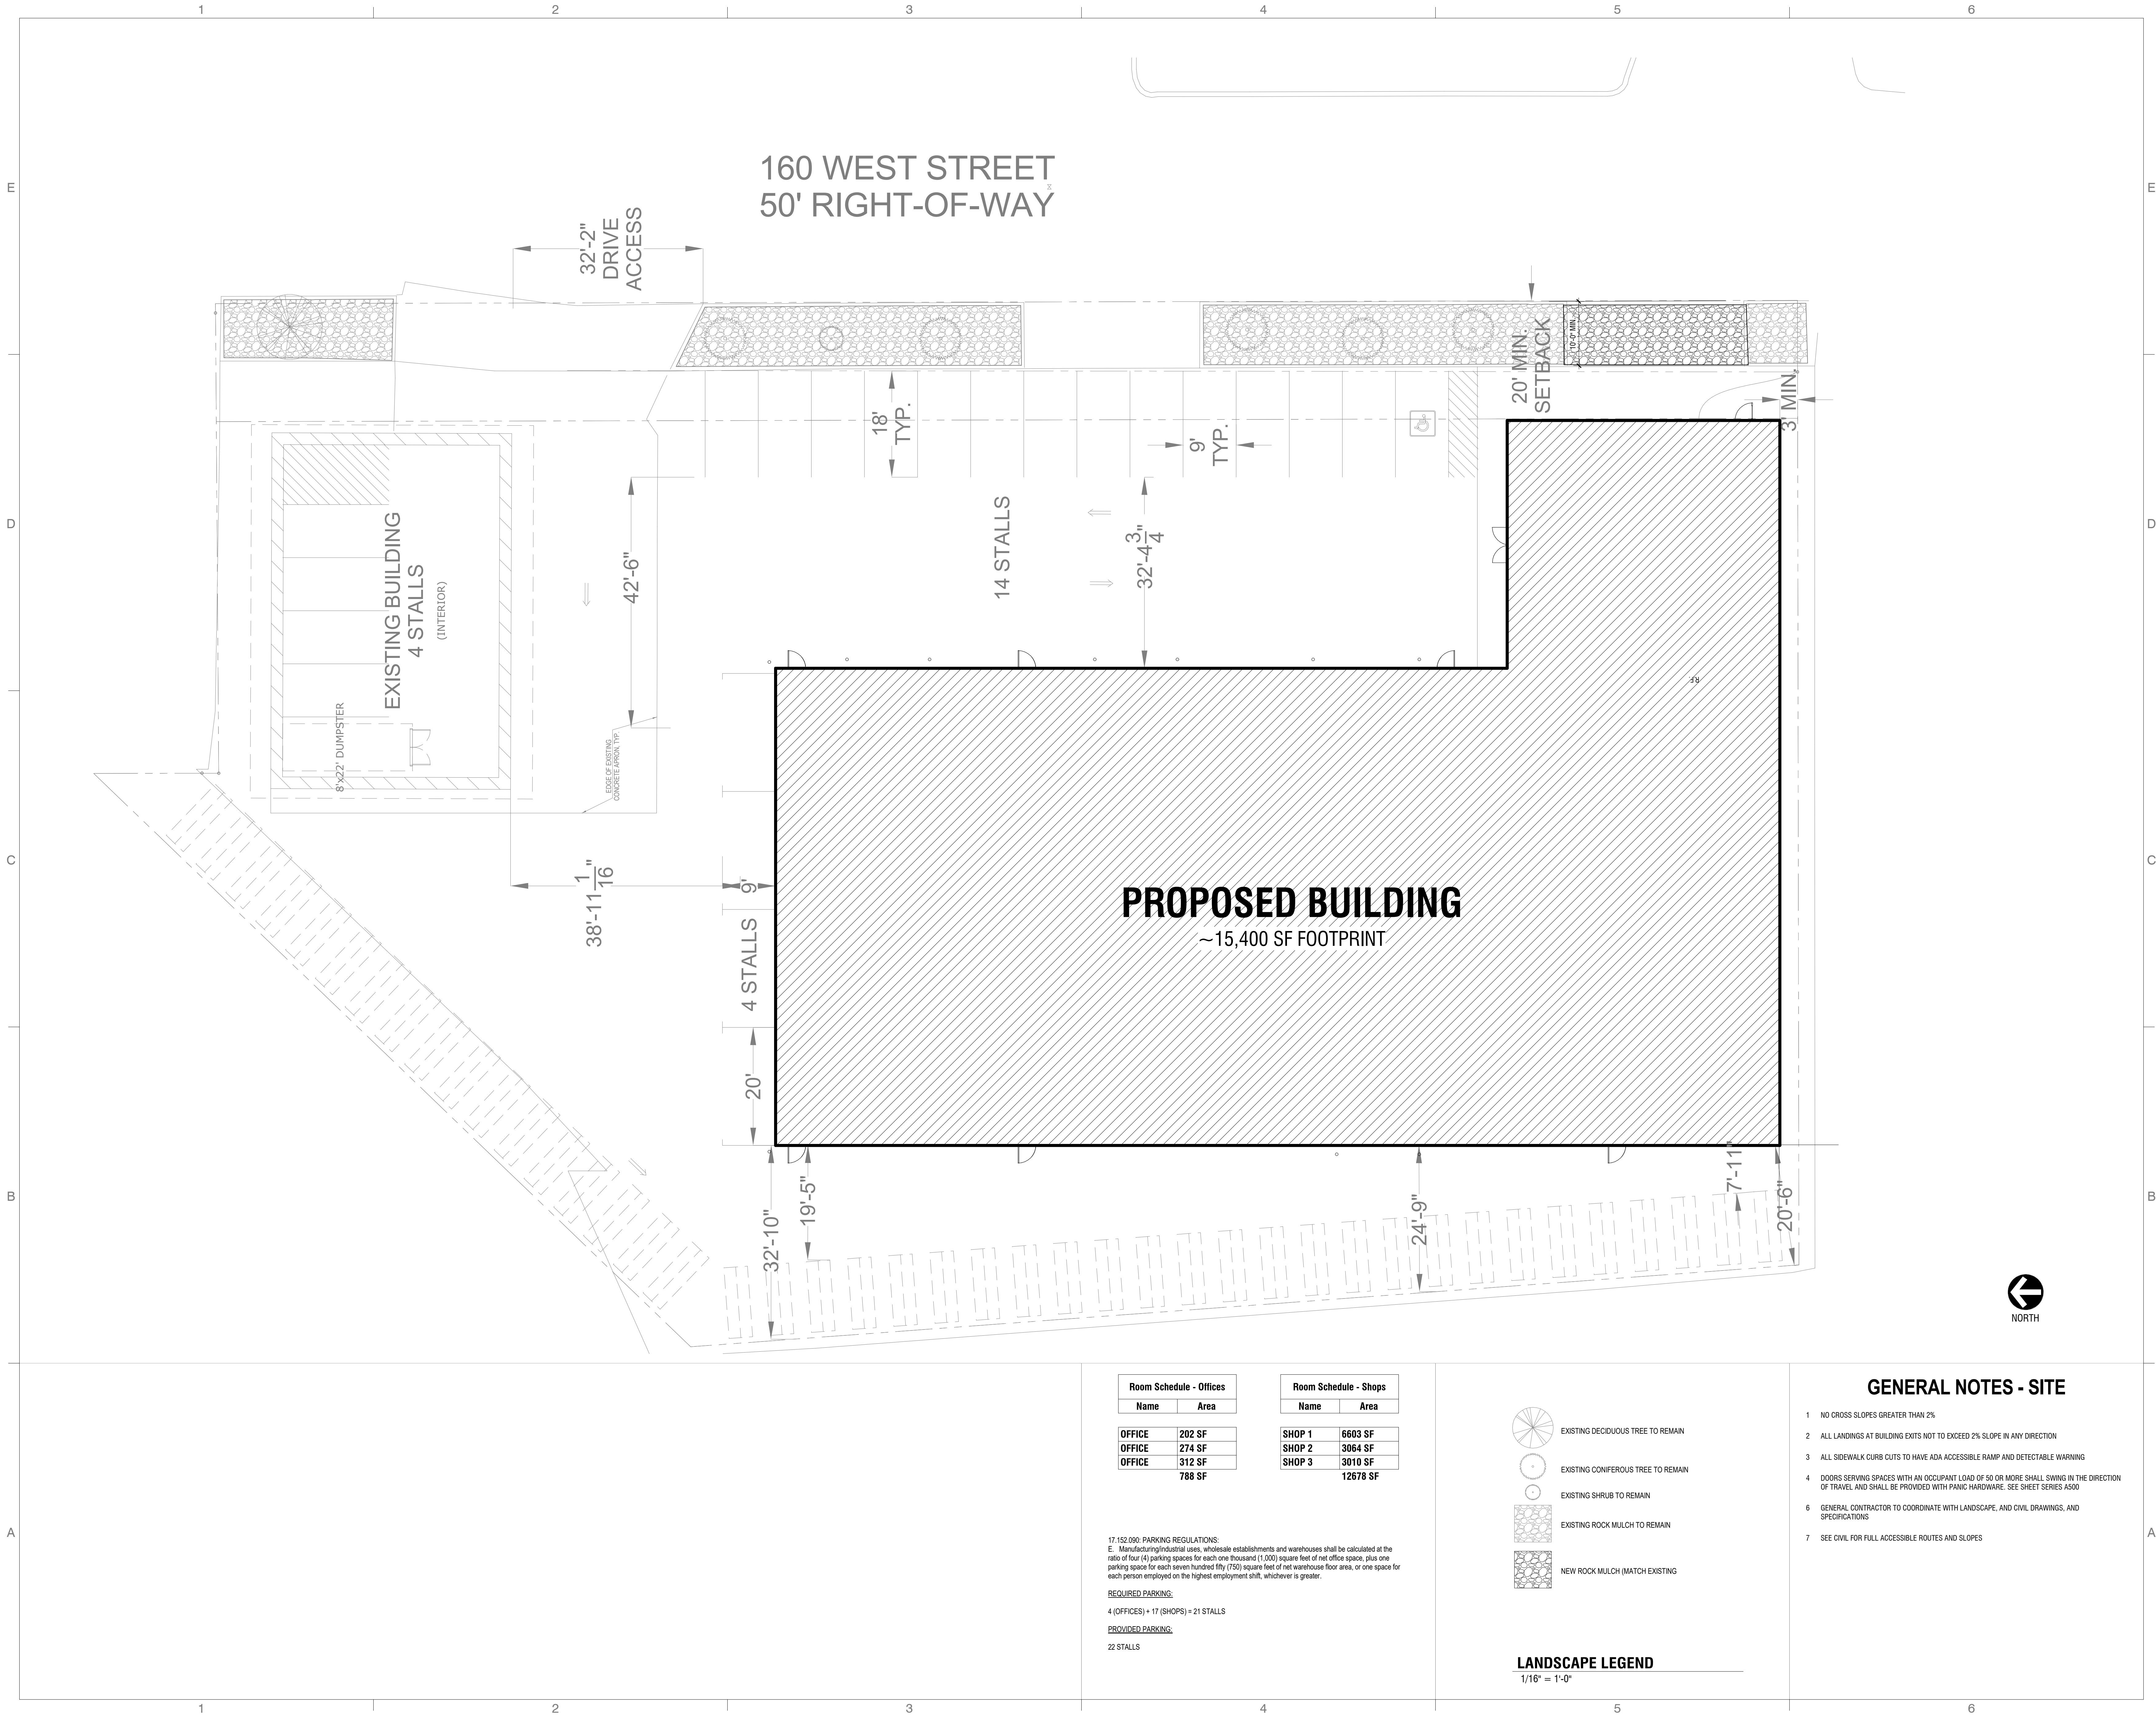 1 2 3 4 5 6
E E
D D
C C
B B
A A
160 WEST STREET
50' RIGHT-OF-WAY
32'-2"
DRIVE
ACCESS
20' MIN.
SETBACK
10'-0" MIN.
3' MIN.
18'
TYP.
9'
TYP.
42'-6"
14 STALLS
32'-4 3/4"
EXISTING BUILDING
4 STALLS
(INTERIOR)
8'x22' DUMPSTER
EDGE OF EXISTING
CONCRETE APRON, TYP.
RF
38'-11 1/16"
9'
4 STALLS
20'
PROPOSED BUILDING
~15,400 SF FOOTPRINT
32'-10"
19'-5"
24'-9"
7'-11"
20'-6"
NORTH
Room Schedule - Offices
Name Area
OFFICE 202 SF
OFFICE 274 SF
OFFICE 312 SF
788 SF
Room Schedule - Shops
Name Area
SHOP 1 6603 SF
SHOP 2 3064 SF
SHOP 3 3010 SF
12678 SF
17.152.090: PARKING REGULATIONS:
E. Manufacturing/industrial uses, wholesale establishments and warehouses shall be calculated at the
ratio of four (4) parking spaces for each one thousand (1,000) square feet of net office space, plus one
parking space for each seven hundred fifty (750) square feet of net warehouse floor area, or one space for
each person employed on the highest employment shift, whichever is greater.
REQUIRED PARKING:
4 (OFFICES) + 17 (SHOPS) = 21 STALLS
PROVIDED PARKING:
22 STALLS
EXISTING DECIDUOUS TREE TO REMAIN
EXISTING CONIFEROUS TREE TO REMAIN
EXISTING SHRUB TO REMAIN
EXISTING ROCK MULCH TO REMAIN
NEW ROCK MULCH (MATCH EXISTING
LANDSCAPE LEGEND
1/16" = 1'-0"
GENERAL NOTES - SITE
1 NO CROSS SLOPES GREATER THAN 2%
2 ALL LANDINGS AT BUILDING EXITS NOT TO EXCEED 2% SLOPE IN ANY DIRECTION
3 ALL SIDEWALK CURB CUTS TO HAVE ADA ACCESSIBLE RAMP AND DETECTABLE WARNING
4 DOORS SERVING SPACES WITH AN OCCUPANT LOAD OF 50 OR MORE SHALL SWING IN THE DIRECTION
OF TRAVEL AND SHALL BE PROVIDED WITH PANIC HARDWARE. SEE SHEET SERIES A500
6 GENERAL CONTRACTOR TO COORDINATE WITH LANDSCAPE, AND CIVIL DRAWINGS, AND
SPECIFICATIONS
7 SEE CIVIL FOR FULL ACCESSIBLE ROUTES AND SLOPES
1 2 3 4 5 6